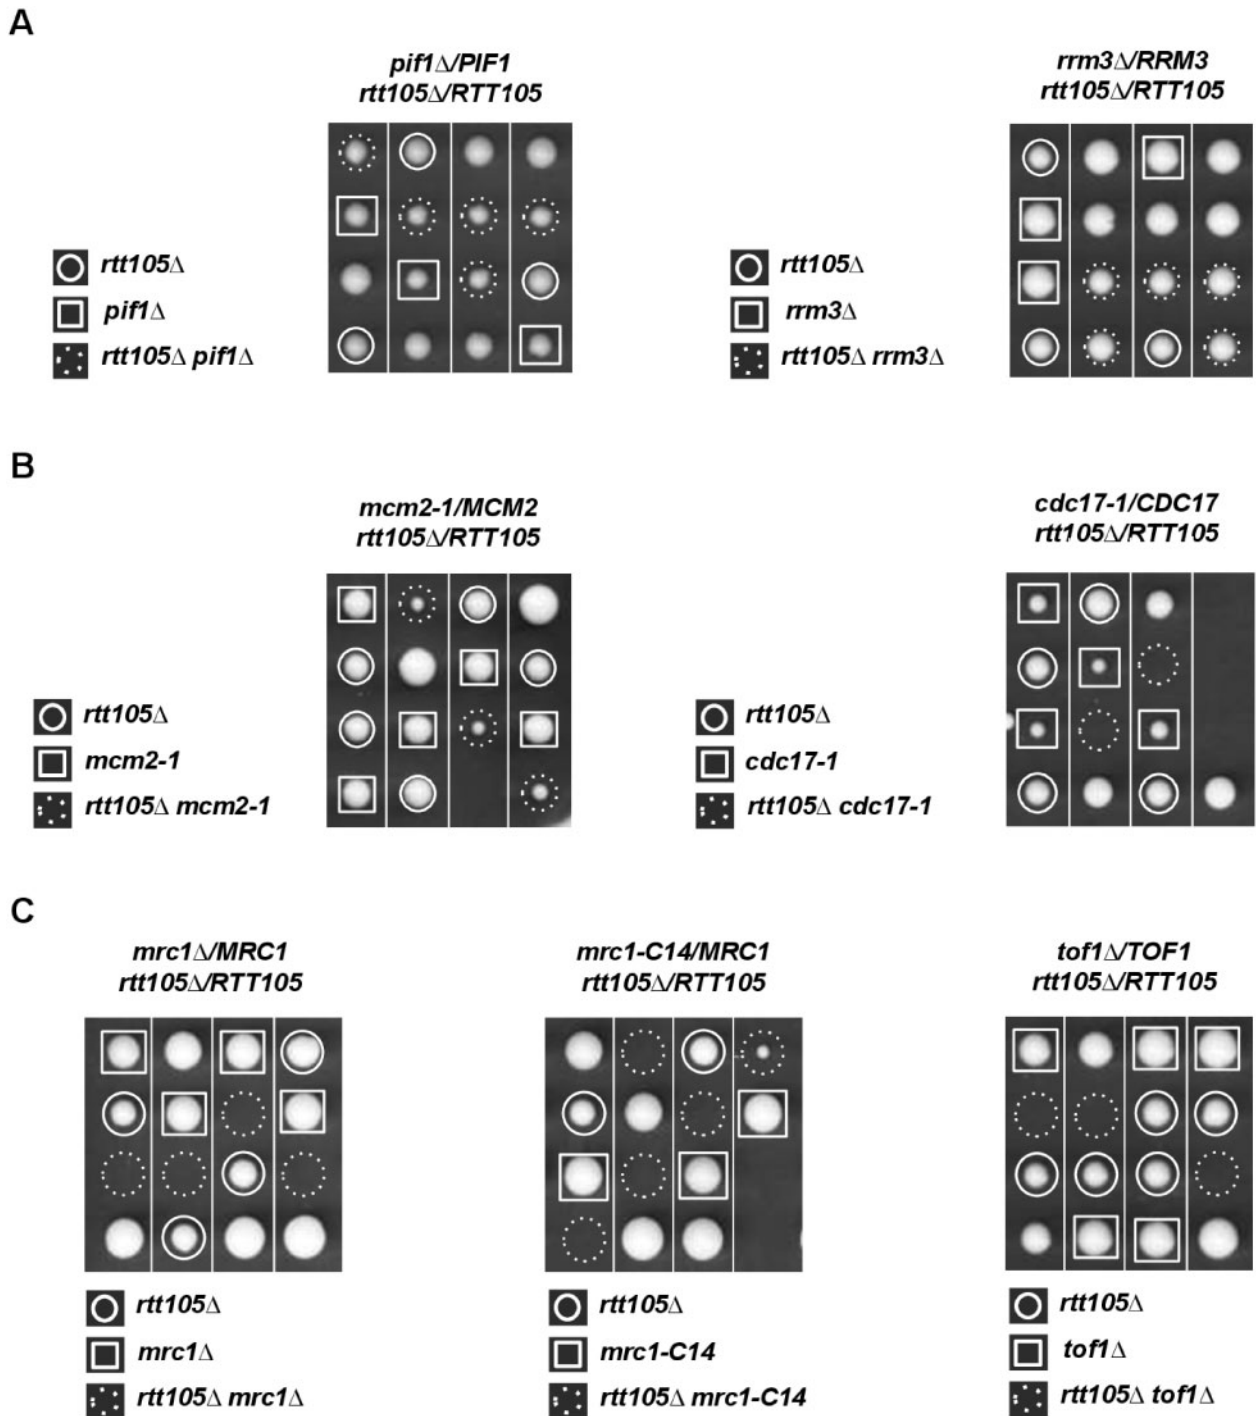 A
pif1Δ/PIF1
rtt105Δ/RTT105
rtt105Δ
pif1Δ
rtt105Δ pif1Δ
rrm3Δ/RRM3
rtt105Δ/RTT105
rtt105Δ
rrm3Δ
rtt105Δ rrm3Δ
B
mcm2-1/MCM2
rtt105Δ/RTT105
rtt105Δ
mcm2-1
rtt105Δ mcm2-1
cdc17-1/CDC17
rtt105Δ/RTT105
rtt105Δ
cdc17-1
rtt105Δ cdc17-1
C
mrc1Δ/MRC1
rtt105Δ/RTT105
rtt105Δ
mrc1Δ
rtt105Δ mrc1Δ
mrc1-C14/MRC1
rtt105Δ/RTT105
rtt105Δ
mrc1-C14
rtt105Δ mrc1-C14
tof1Δ/TOF1
rtt105Δ/RTT105
rtt105Δ
tof1Δ
rtt105Δ tof1Δ